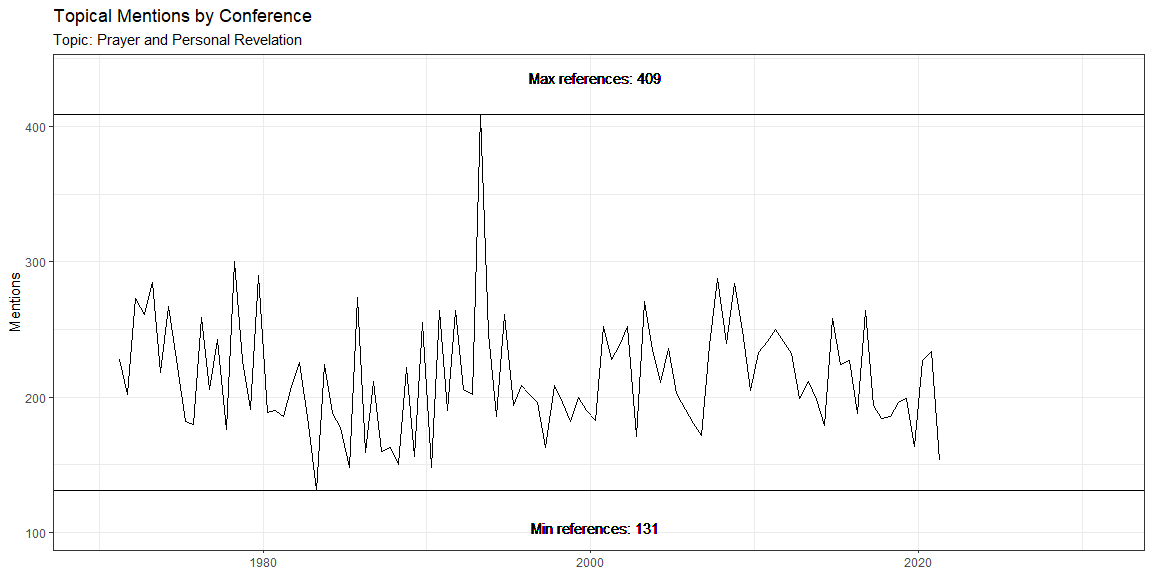 Topical Mentions by Conference
Topic: Prayer and Personal Revelation
Max references: 409
400
300
Mentions
200
Min references: 131
100
1980 2000 2020